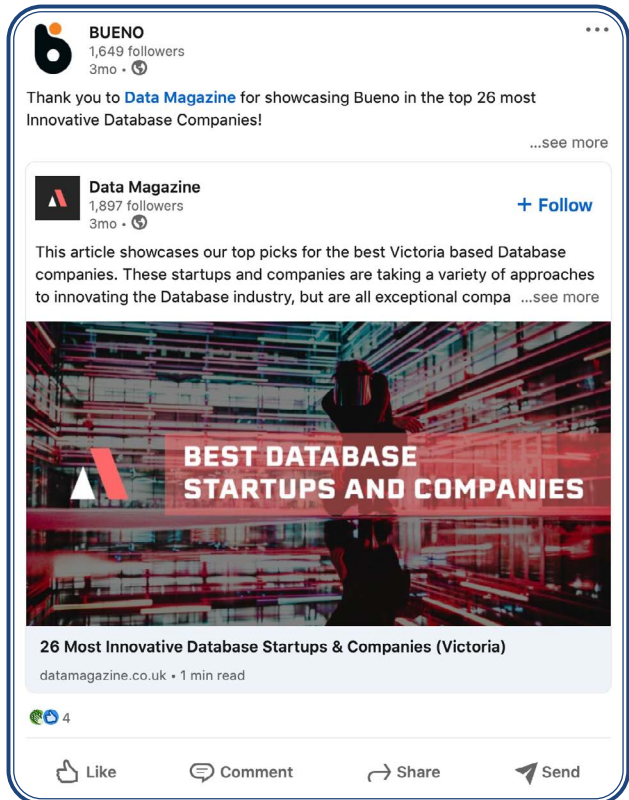 BUENO
1,649 followers
3mo •
Thank you to Data Magazine for showcasing Bueno in the top 26 most
Innovative Database Companies!
...see more
Data Magazine
1,897 followers
3mo •
+ Follow
This article showcases our top picks for the best Victoria based Database
companies. These startups and companies are taking a variety of approaches
to innovating the Database industry, but are all exceptional compa ...see more
BEST DATABASE
STARTUPS AND COMPANIES
26 Most Innovative Database Startups & Companies (Victoria)
datamagazine.co.uk • 1 min read
4
Like Comment Share Send